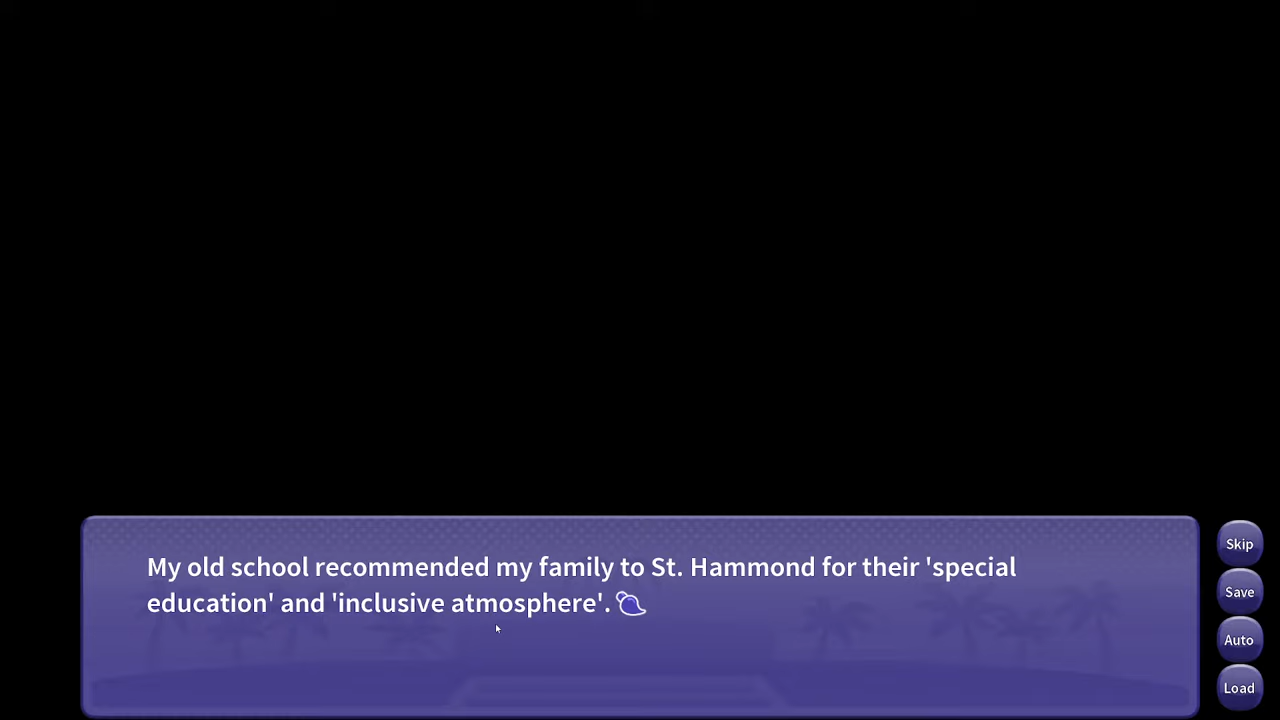 My old school recommended my family to St. Hammond for their 'special
education' and 'inclusive atmosphere'.
Skip
Save
Auto
Load